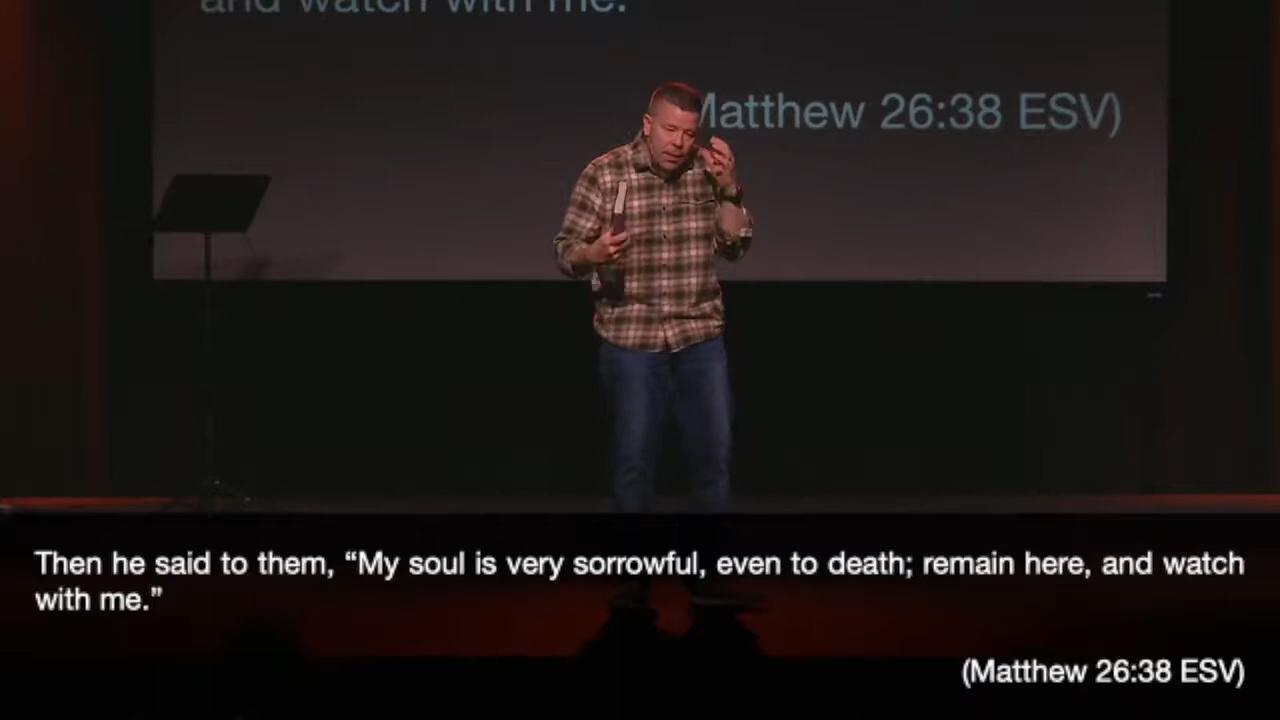 and watch with me.
Matthew 26:38 ESV)
Then he said to them, “My soul is very sorrowful, even to death; remain here, and watch
with me.”
(Matthew 26:38 ESV)